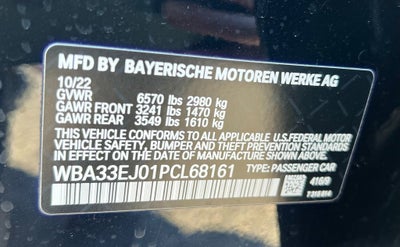 MFD BY BAYERISCHE MOTOREN WERKE AG
10/22
GVWR 6570 lbs 2980 kg
GAWR FRONT 3241 lbs 1470 kg
GAWR REAR 3549 lbs 1610 kg
THIS VEHICLE CONFORMS TO ALL APPLICABLE U.S. FEDERAL MOTOR
VEHICLE SAFETY, BUMPER, AND THEFT PREVENTION STANDARDS
IN EFFECT ON THE DATE OF MANUFACTURE SHOWN ABOVE.
WBA33EJ01PCL68161 TYPE: PASSENGER CAR
416/9